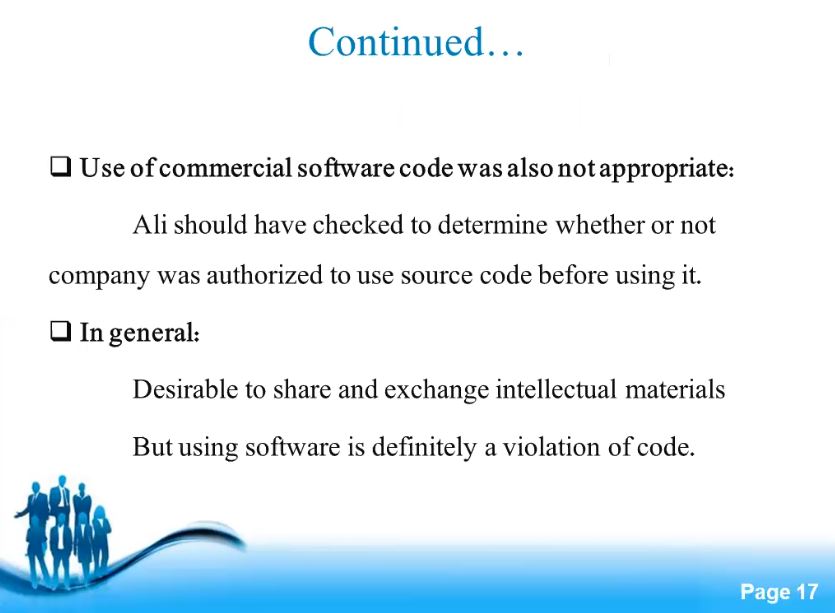 Continued…
❑ Use of commercial software code was also not appropriate:
Ali should have checked to determine whether or not
company was authorized to use source code before using it.
❑ In general:
Desirable to share and exchange intellectual materials
But using software is definitely a violation of code.
Page 17